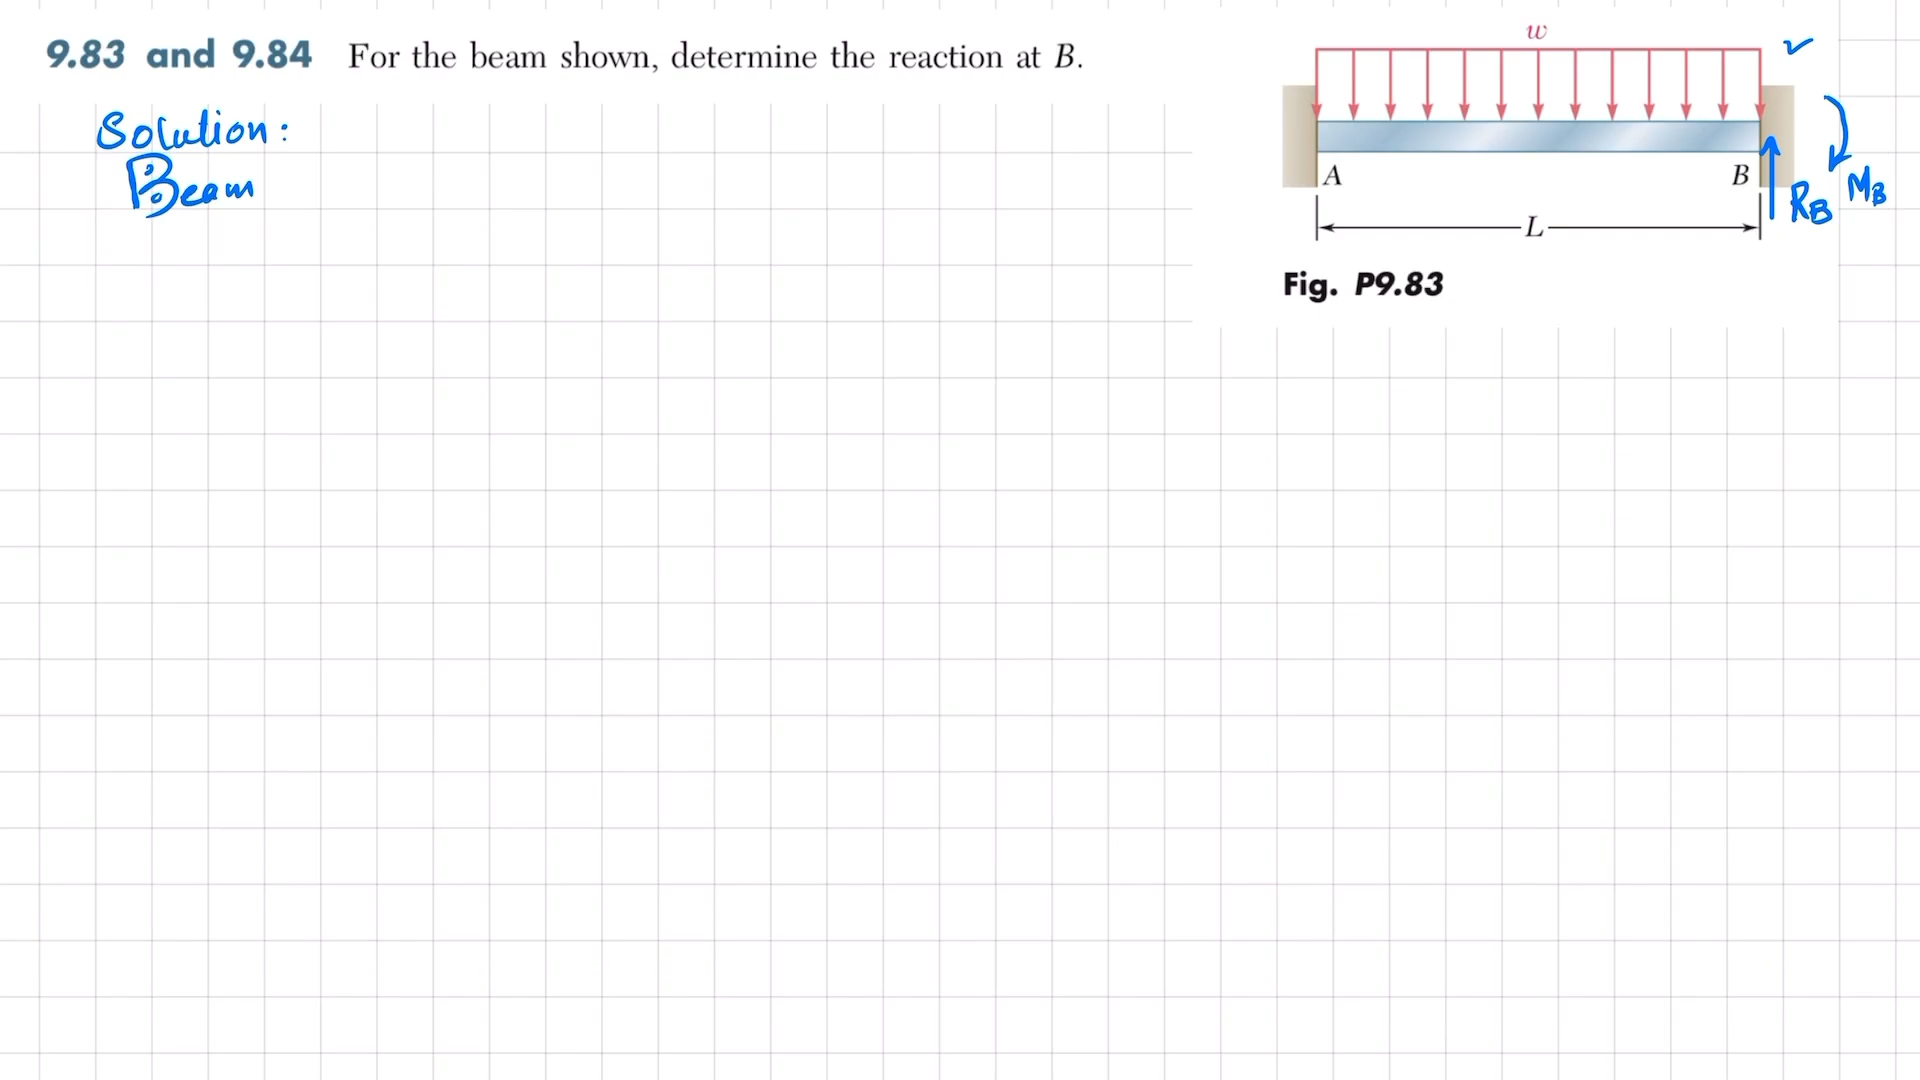 9.83 and 9.84 For the beam shown, determine the reaction at B.
Solution:
Beam
w
A
B
R_B
M_B
L
Fig. P9.83